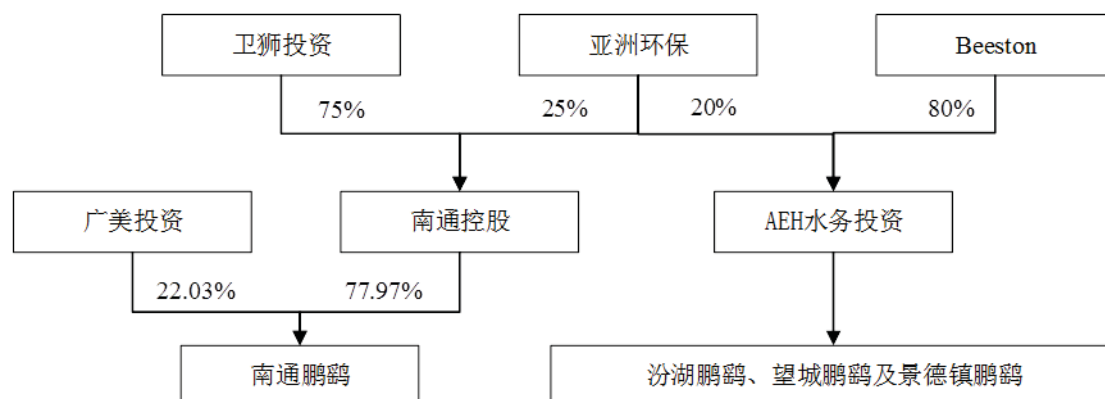 卫狮投资
亚洲环保
Beeston
75%
25%
20%
80%
广美投资
南通控股
AEH水务投资
22.03%
77.97%
南通鹏鹞
汾湖鹏鹞、望城鹏鹞及景德镇鹏鹞